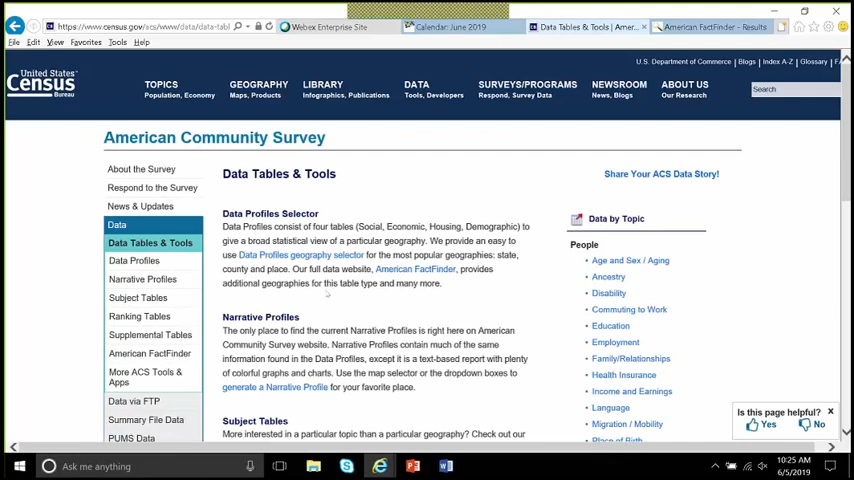 https://www.census.gov/acs/www/data/data-tabl
Webex Enterprise Site
Calendar: June 2019
Data Tables & Tools | Amer...
American FactFinder - Results
File Edit View Favorites Tools Help
U.S. Department of Commerce | Blogs | Index A-Z | Glossary | FA
United States
Census
Bureau
TOPICS
Population, Economy
GEOGRAPHY
Maps, Products
LIBRARY
Infographics, Publications
DATA
Tools, Developers
SURVEYS/PROGRAMS
Respond, Survey Data
NEWSROOM
News, Blogs
ABOUT US
Our Research
Search
American Community Survey
About the Survey
Respond to the Survey
News & Updates
Data
Data Tables & Tools
Data Profiles
Narrative Profiles
Subject Tables
Ranking Tables
Supplemental Tables
American FactFinder
More ACS Tools &
Apps
Data via FTP
Summary File Data
PUMS Data
Data Tables & Tools
Share Your ACS Data Story!
Data Profiles Selector
Data Profiles consist of four tables (Social, Economic, Housing, Demographic) to
give a broad statistical view of a particular geography. We provide an easy to
use Data Profiles geography selector for the most popular geographies: state,
county and place. Our full data website, American FactFinder, provides
additional geographies for this table type and many more.
Narrative Profiles
The only place to find the current Narrative Profiles is right here on American
Community Survey website. Narrative Profiles contain much of the same
information found in the Data Profiles, except it is a text-based report with plenty
of colorful graphs and charts. Use the map selector or the dropdown boxes to
generate a Narrative Profile for your favorite place.
Subject Tables
More interested in a particular topic than a particular geography? Check out our
Data by Topic
People
Age and Sex / Aging
Ancestry
Disability
Commuting to Work
Education
Employment
Family/Relationships
Health Insurance
Income and Earnings
Language
Migration / Mobility
Place of Birth
Is this page helpful?
Yes
No
Ask me anything
10:25 AM
6/5/2019